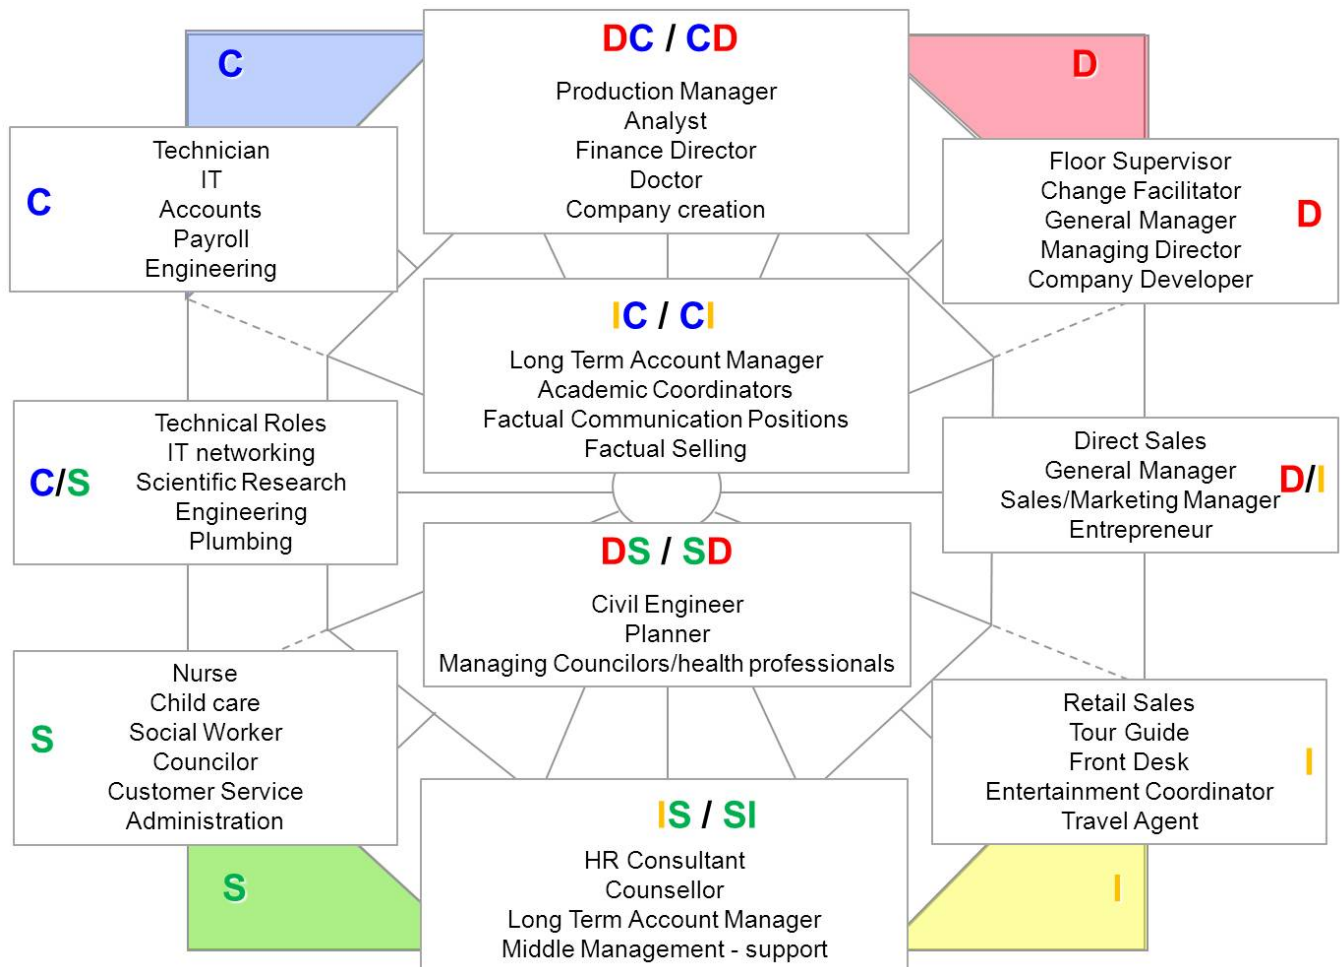 C
DC / CD
Production Manager
Analyst
Finance Director
Doctor
Company creation
D
C
Technician
IT
Accounts
Payroll
Engineering
Floor Supervisor
Change Facilitator
General Manager
Managing Director
Company Developer
D
IC / CI
Long Term Account Manager
Academic Coordinators
Factual Communication Positions
Factual Selling
C/S
Technical Roles
IT networking
Scientific Research
Engineering
Plumbing
Direct Sales
General Manager
Sales/Marketing Manager
Entrepreneur
D/I
DS / SD
Civil Engineer
Planner
Managing Councilors/health professionals
S
Nurse
Child care
Social Worker
Councilor
Customer Service
Administration
Retail Sales
Tour Guide
Front Desk
Entertainment Coordinator
Travel Agent
I
S
IS / SI
HR Consultant
Counsellor
Long Term Account Manager
Middle Management - support
I